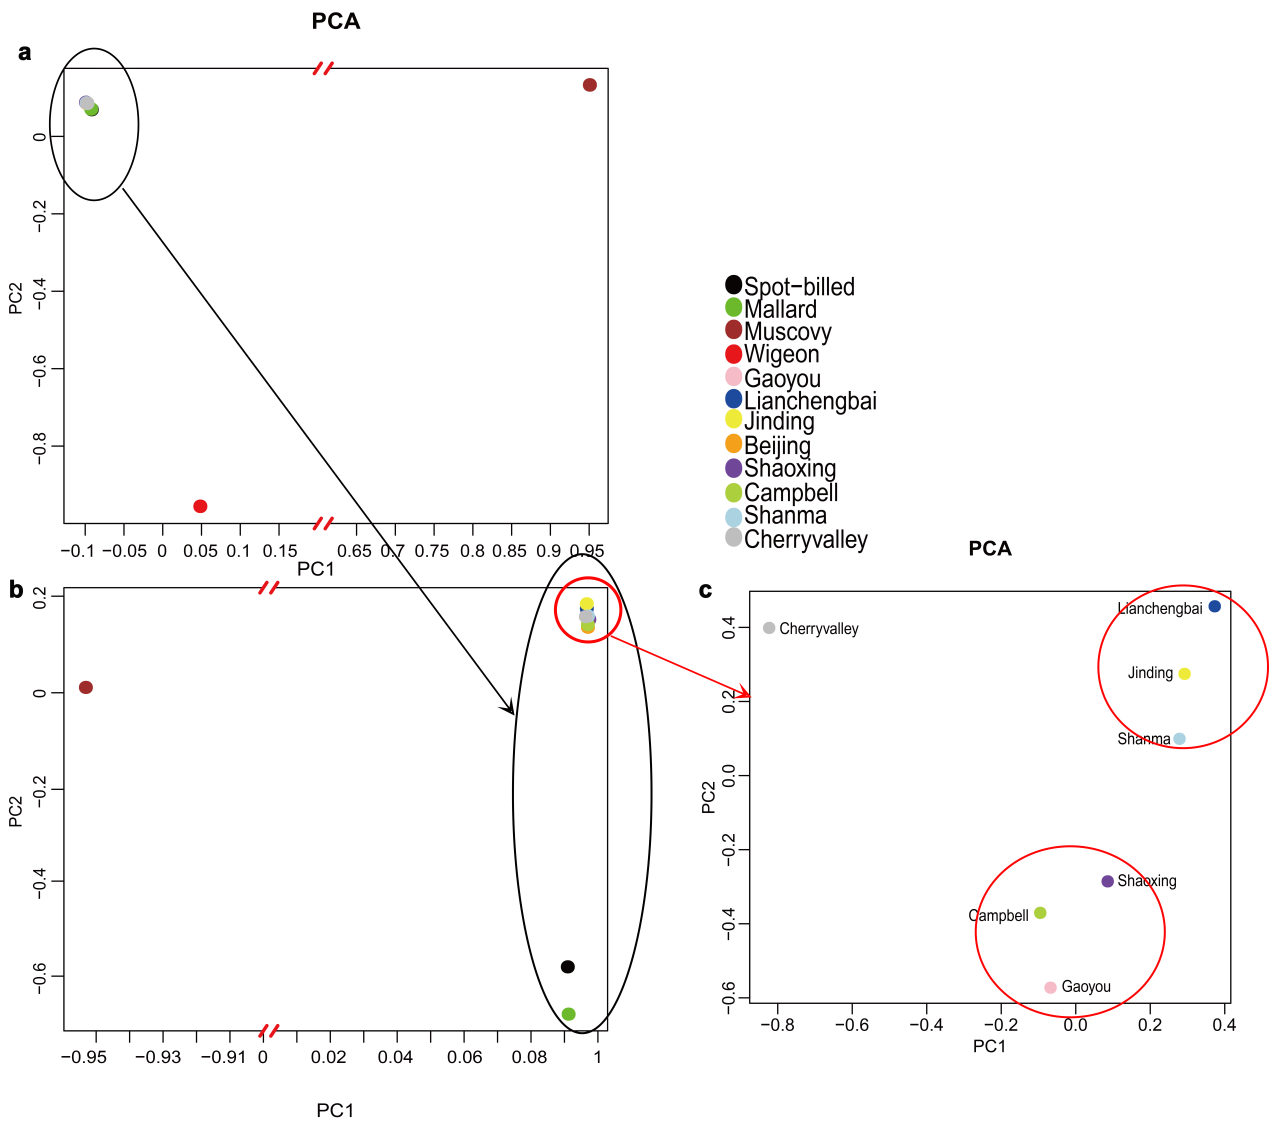 PCA
a
0
−0.2
−0.4
−0.6
−0.8
PC2
−0.1 −0.05 0 0.05 0.1 0.15 0.65 0.7 0.75 0.8 0.85 0.9 0.95
PC1
Spot−billed
Mallard
Muscovy
Wigeon
Gaoyou
Lianchengbai
Jinding
Beijing
Shaoxing
Campbell
Shanma
Cherryvalley
b
0.2
0
−0.2
−0.4
−0.6
PC2
−0.95 −0.93 −0.91 0 0.02 0.04 0.06 0.08 1
PC1
PCA
c
0.4
0.2
0.0
−0.2
−0.4
−0.6
PC2
Cherryvalley
Lianchengbai
Jinding
Shanma
Shaoxing
Campbell
Gaoyou
−0.8 −0.6 −0.4 −0.2 0.0 0.2 0.4
PC1